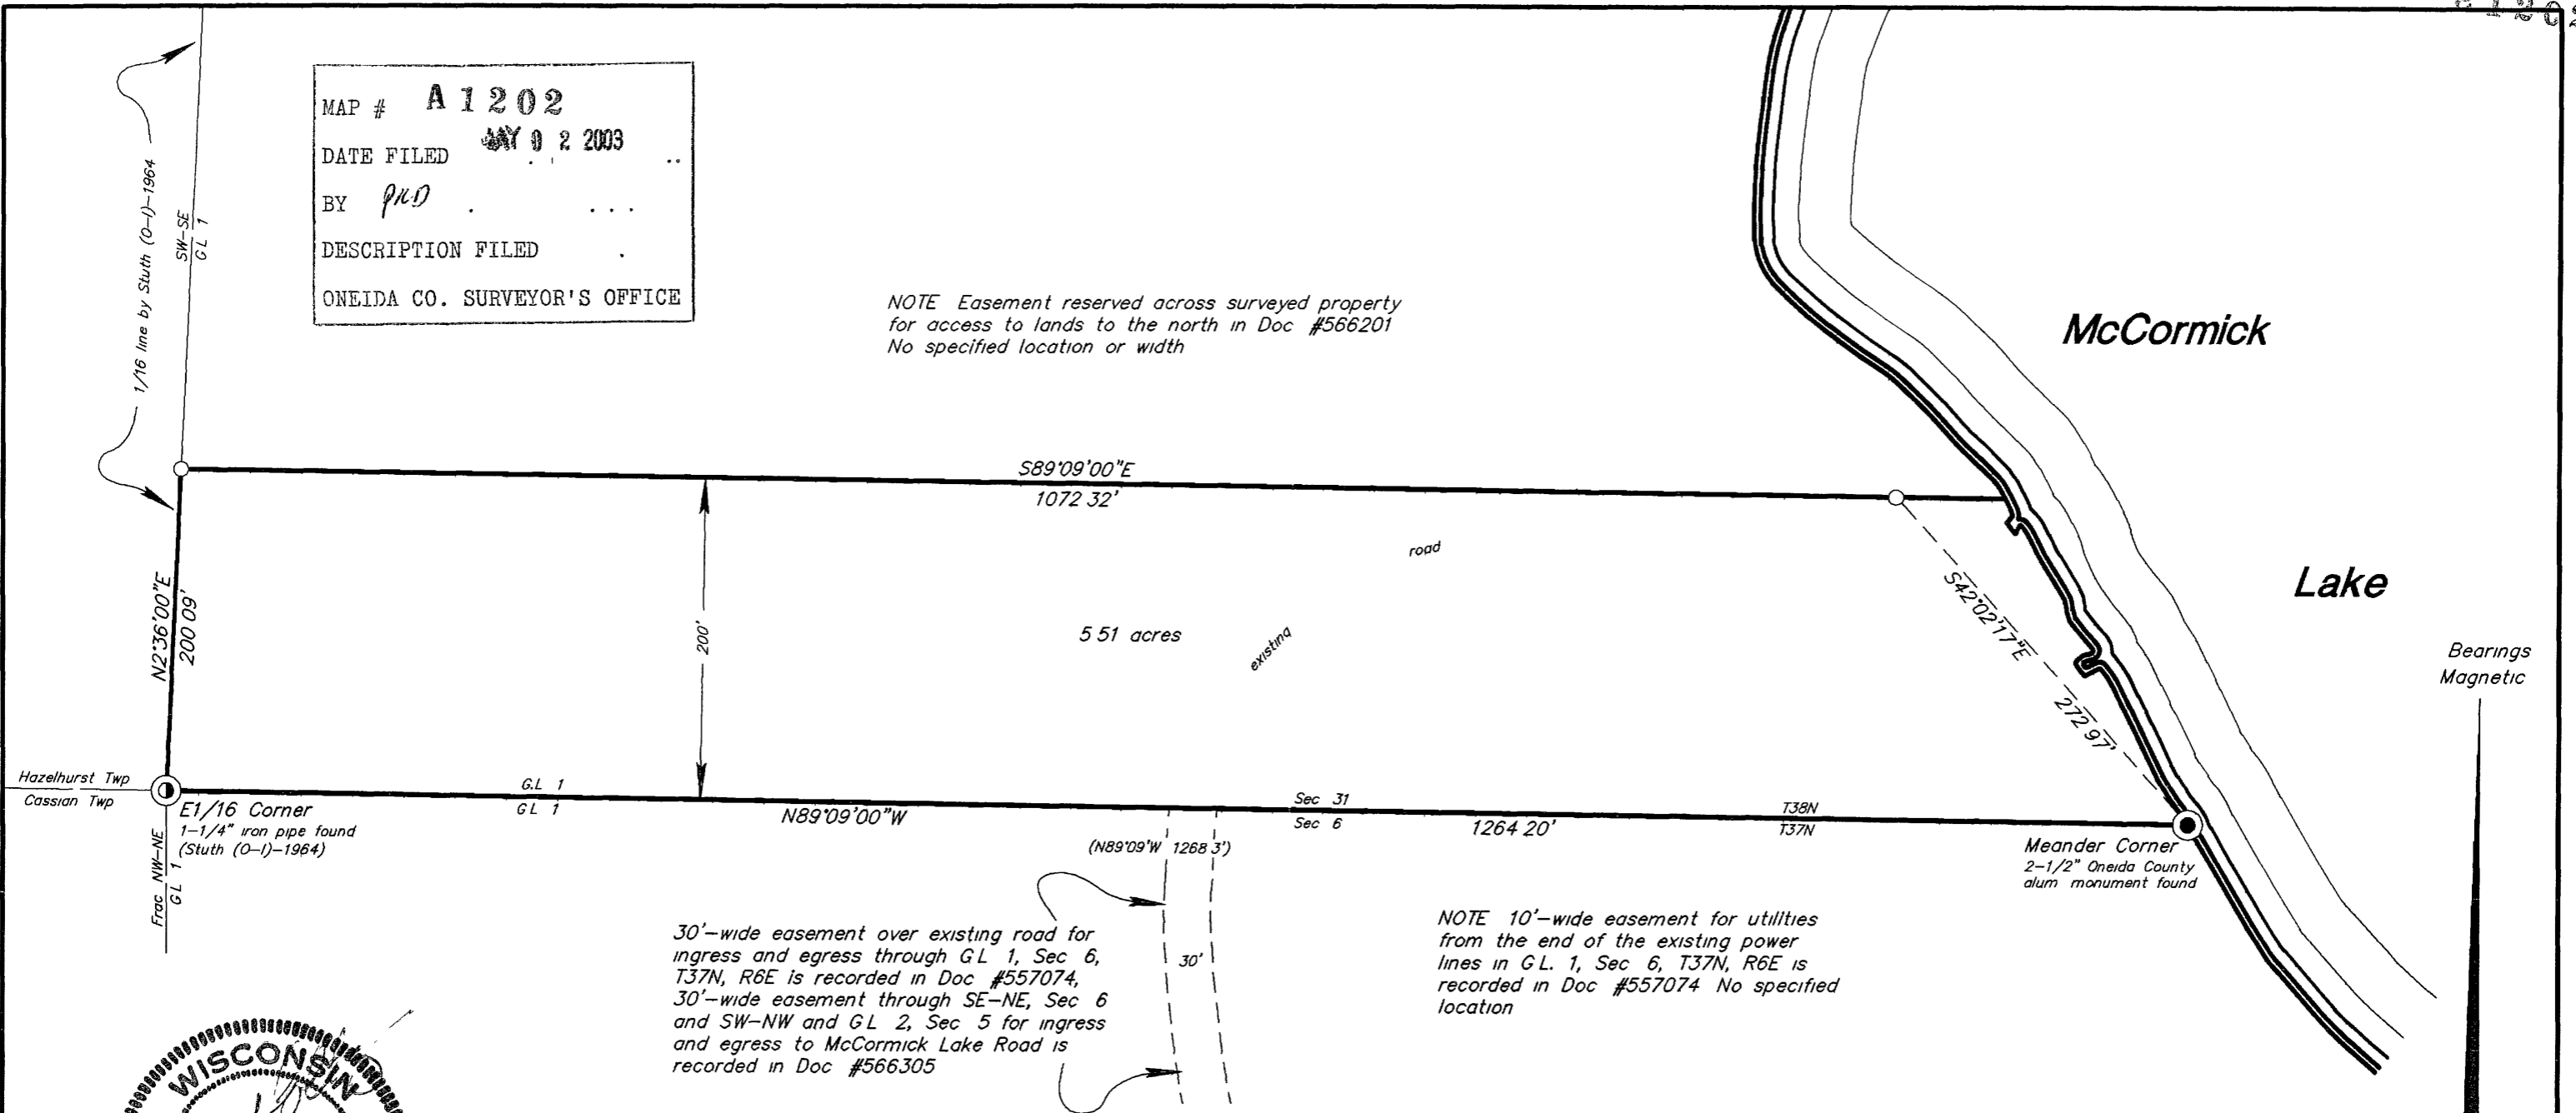 MAP # A 1202
DATE FILED MAY 0 2 2003
BY PKD
DESCRIPTION FILED
ONEIDA CO. SURVEYOR'S OFFICE
1/16 line by Stuth (O-I)-1964
SW-SE
GL 1
NOTE Easement reserved across surveyed property
for access to lands to the north in Doc #566201
No specified location or width
McCormick
Lake
S89°09'00"E
1072 32'
road
existing
N2°36'00"E
200 09'
200'
5 51 acres
S42°02'17"E
272 97'
Bearings
Magnetic
Hazelhurst Twp
Cassian Twp
E1/16 Corner
1-1/4" iron pipe found
(Stuth (O-I)-1964)
Frac NW-NE
GL 1
G.L 1
GL 1
N89°09'00"W
Sec 31
Sec 6
1264 20'
T38N
T37N
(N89°09'W 1268 3')
Meander Corner
2-1/2" Oneida County
alum monument found
30'-wide easement over existing road for
ingress and egress through GL 1, Sec 6,
T37N, R6E is recorded in Doc #557074,
30'-wide easement through SE-NE, Sec 6
and SW-NW and GL 2, Sec 5 for ingress
and egress to McCormick Lake Road is
recorded in Doc #566305
30'
NOTE 10'-wide easement for utilities
from the end of the existing power
lines in GL. 1, Sec 6, T37N, R6E is
recorded in Doc #557074 No specified
location
WISCONSIN